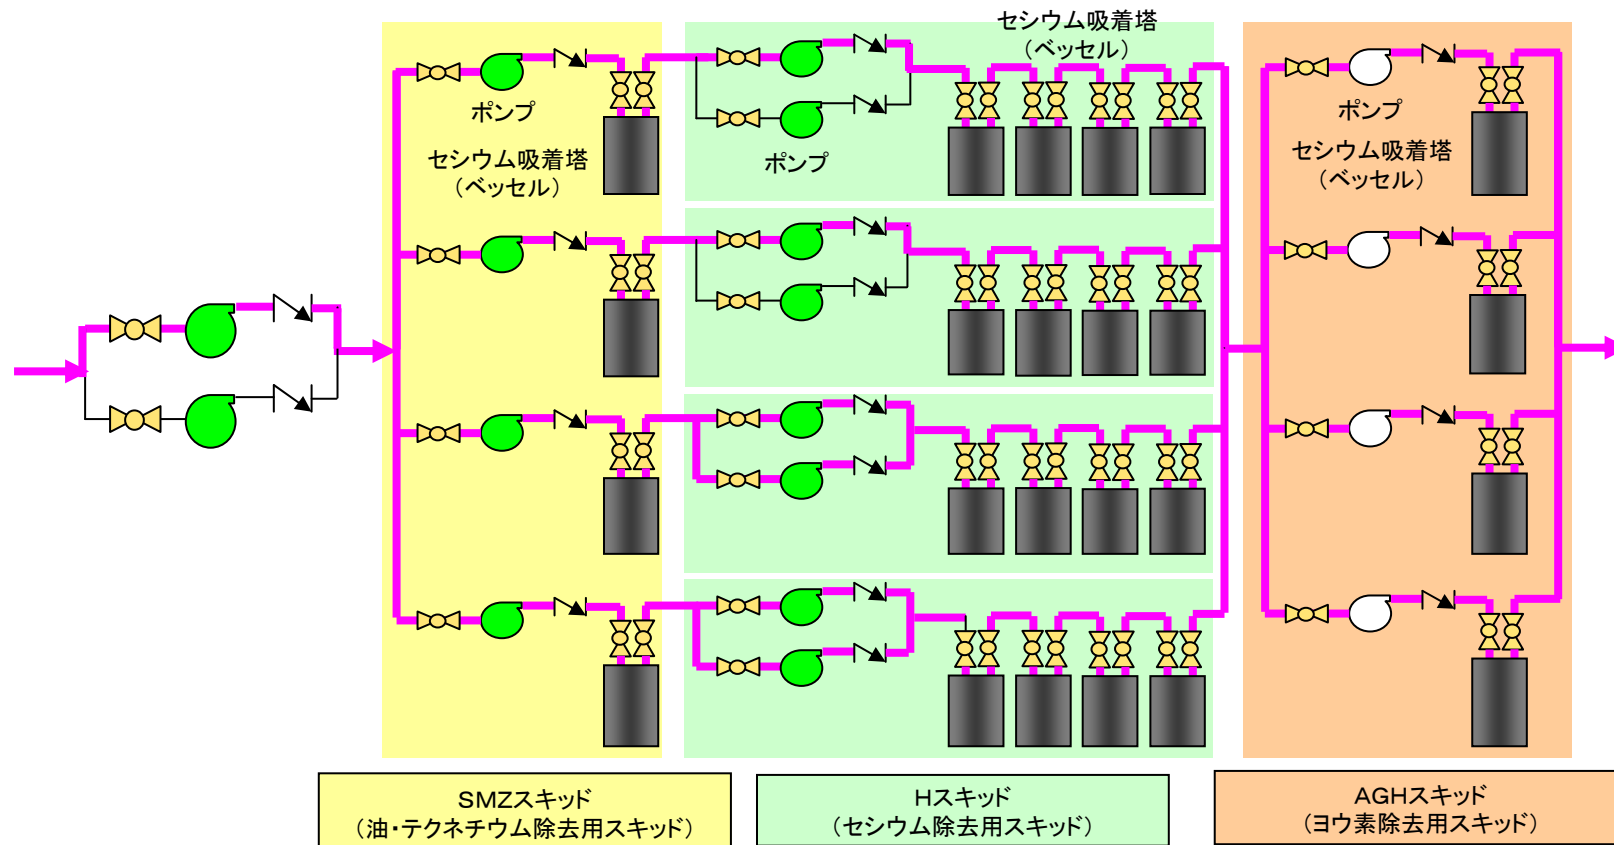 セシウム吸着塔
（ベッセル）
ポンプ
セシウム吸着塔
（ベッセル）
ポンプ
ポンプ
セシウム吸着塔
（ベッセル）
SMZスキッド
（油・テクネチウム除去用スキッド）
Hスキッド
（セシウム除去用スキッド）
AGHスキッド
（ヨウ素除去用スキッド）